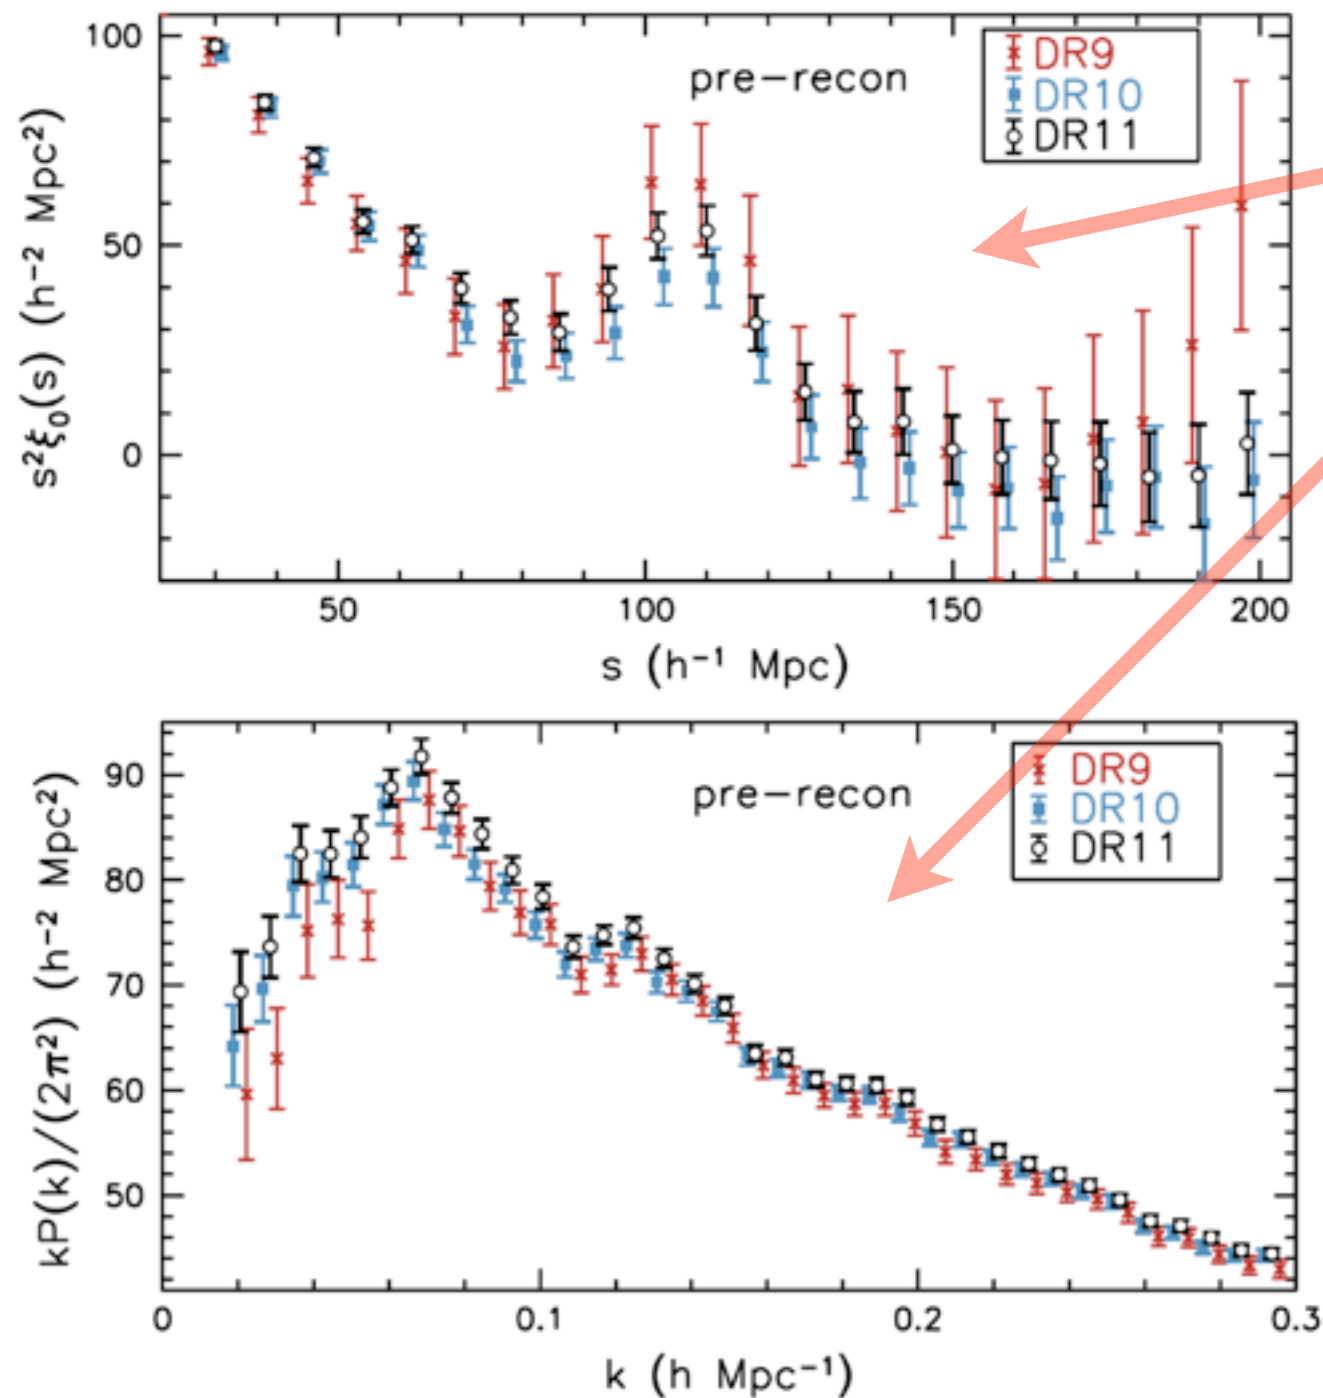 100
50
0
s²ξ₀(s) (h⁻² Mpc²)
pre-recon
DR9
DR10
DR11
50 100 150 200
s (h⁻¹ Mpc)
90
80
70
60
50
kP(k)/(2π²) (h⁻² Mpc²)
pre-recon
DR9
DR10
DR11
0 0.1 0.2 0.3
k (h Mpc⁻¹)